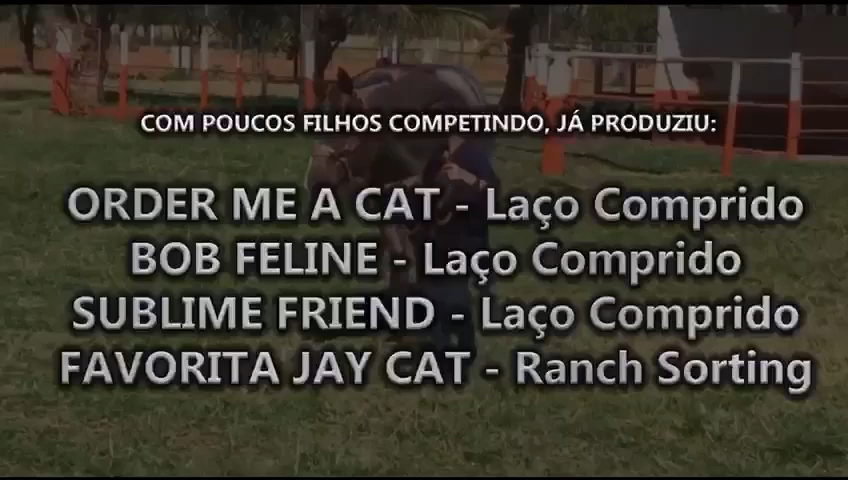 COM POUCOS FILHOS COMPETINDO, JÁ PRODUZIU:
ORDER ME A CAT - Laço Comprido
BOB FELINE - Laço Comprido
SUBLIME FRIEND - Laço Comprido
FAVORITA JAY CAT - Ranch Sorting